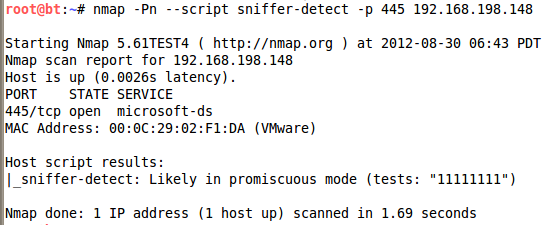 root@bt:~# nmap -Pn --script sniffer-detect -p 445 192.168.198.148
Starting Nmap 5.61TEST4 ( http://nmap.org ) at 2012-08-30 06:43 PDT
Nmap scan report for 192.168.198.148
Host is up (0.0026s latency).
PORT    STATE SERVICE
445/tcp open  microsoft-ds
MAC Address: 00:0C:29:02:F1:DA (VMware)
Host script results:
|_sniffer-detect: Likely in promiscuous mode (tests: "11111111")
Nmap done: 1 IP address (1 host up) scanned in 1.69 seconds